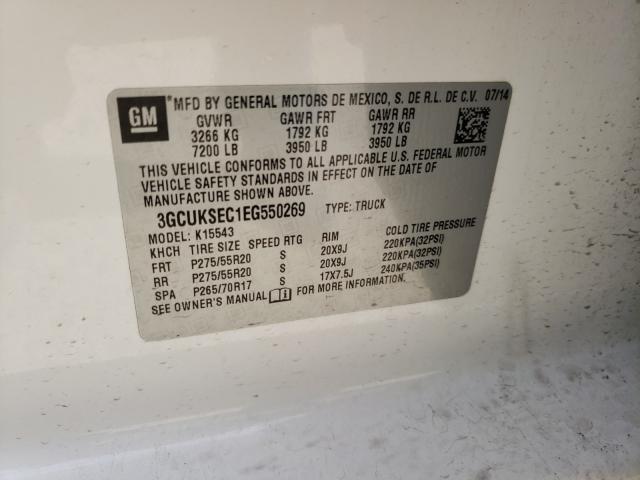 GM
*MFD BY GENERAL MOTORS DE MEXICO, S. DE R.L. DE C.V. 07/14
GVWR GAWR FRT GAWR RR
3266 KG 1792 KG 1792 KG
7200 LB 3950 LB 3950 LB
THIS VEHICLE CONFORMS TO ALL APPLICABLE U.S. FEDERAL MOTOR
VEHICLE SAFETY STANDARDS IN EFFECT ON THE DATE OF
MANUFACTURE SHOWN ABOVE.
3GCUKSEC1EG550269 TYPE: TRUCK
MODEL: K15543
KHCH TIRE SIZE SPEED RTG RIM COLD TIRE PRESSURE
FRT P275/55R20 S 20X9J 220KPA(32PSI)
RR P275/55R20 S 20X9J 220KPA(32PSI)
SPA P265/70R17 S 17X7.5J 240KPA(35PSI)
SEE OWNER'S MANUAL FOR MORE INFORMATION.